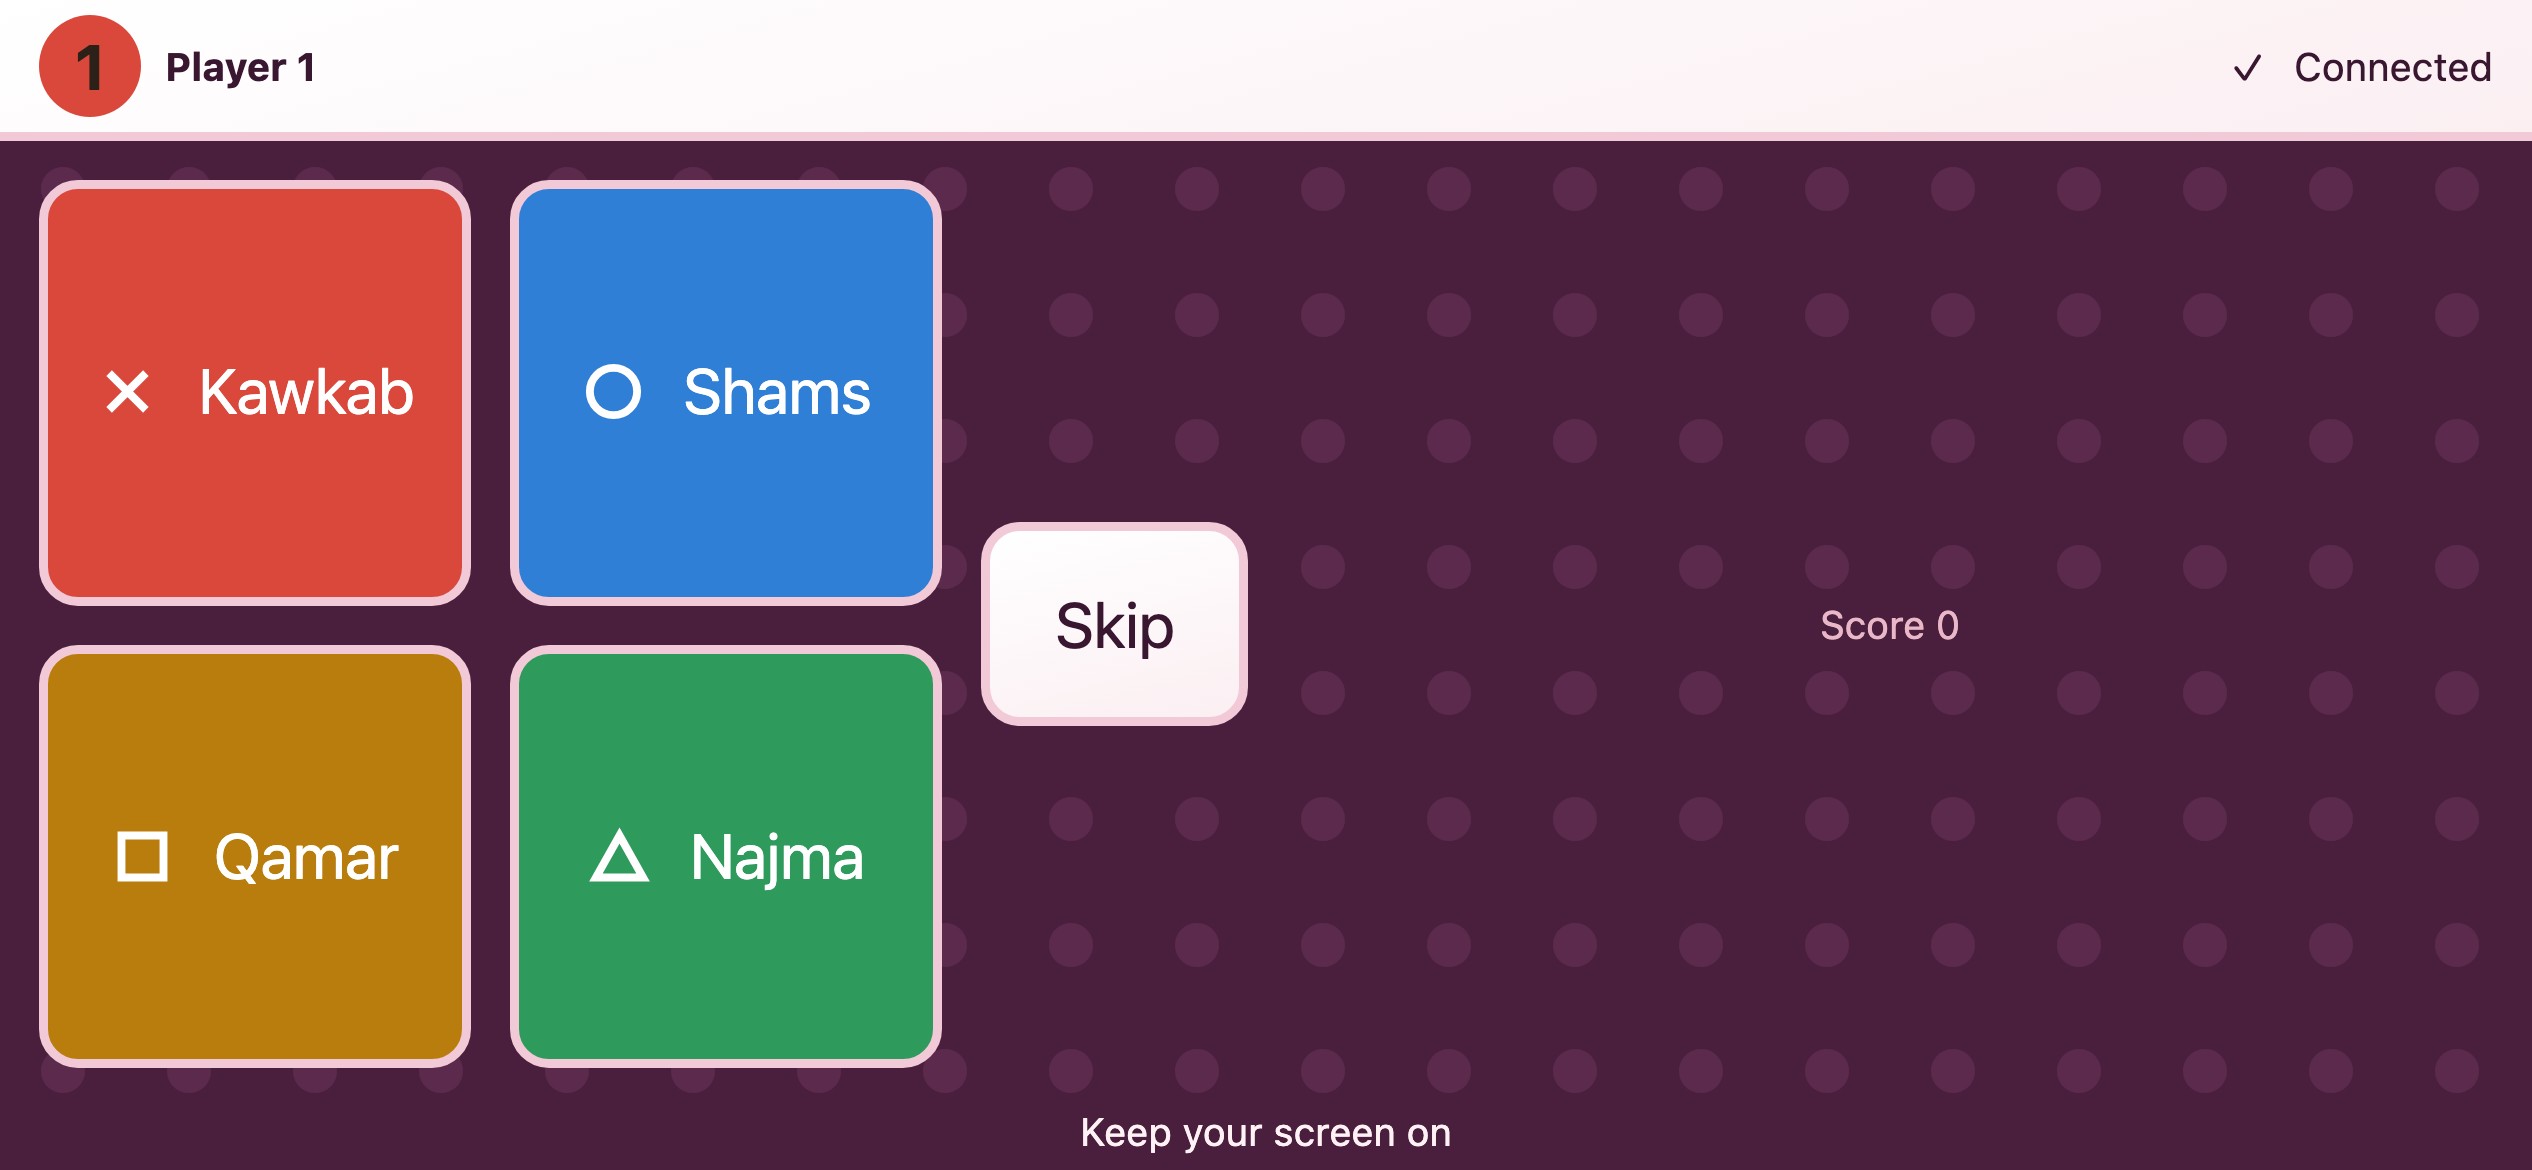 1 Player 1
✓ Connected
Kawkab
Shams
Qamar
Najma
Skip
Score 0
Keep your screen on